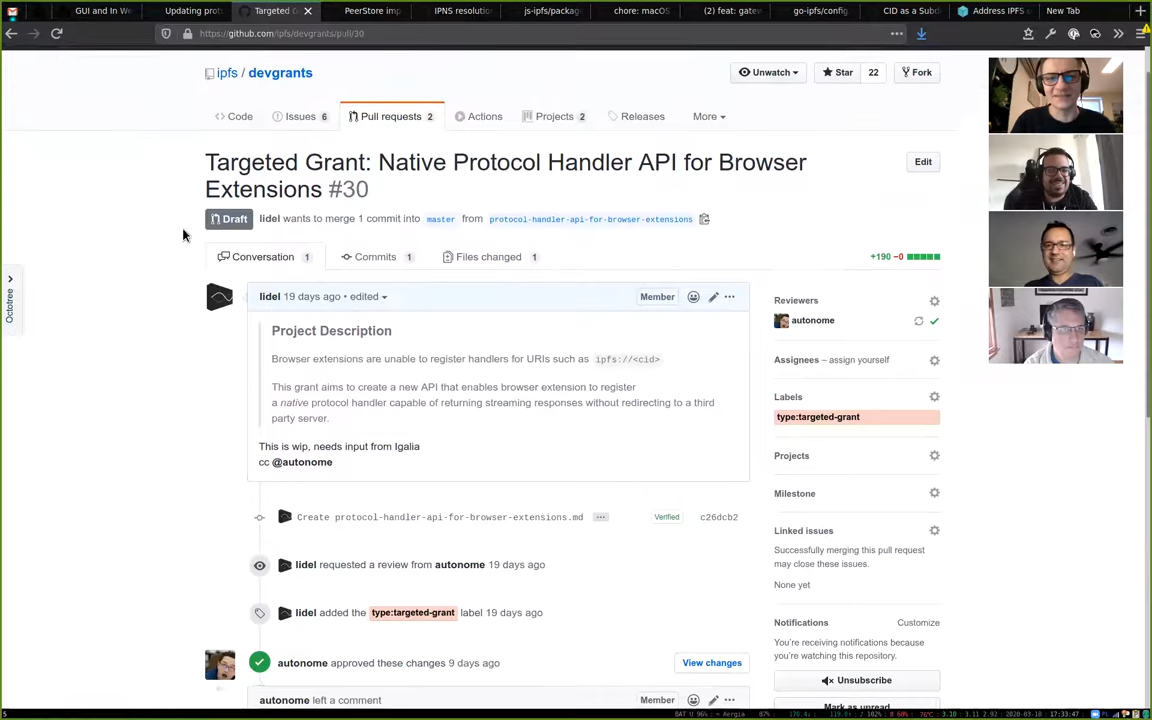 GUI and In We
Updating prot
Targeted G
PeerStore imp
IPNS resolutio
js-ipfs/packag
chore: macOS
(2) feat: gatew
go-ipfs/config
CID as a Subd
Address IPFS
New Tab
https://github.com/ipfs/devgrants/pull/30
ipfs / devgrants
Unwatch
Star 22
Fork
Code
Issues 6
Pull requests 2
Actions
Projects 2
Releases
More
Targeted Grant: Native Protocol Handler API for Browser
Extensions #30
Edit
Draft
lidel wants to merge 1 commit into master from protocol-handler-api-for-browser-extensions
Conversation 1
Commits 1
Files changed 1
+190 −0
Octotree
lidel 19 days ago • edited
Member
Project Description
Browser extensions are unable to register handlers for URIs such as ipfs://<cid>
This grant aims to create a new API that enables browser extension to register
a native protocol handler capable of returning streaming responses without redirecting to a third
party server.
This is wip, needs input from Igalia
cc @autonome
Create protocol-handler-api-for-browser-extensions.md
Verified
c26dcb2
lidel requested a review from autonome 19 days ago
lidel added the type:targeted-grant label 19 days ago
autonome approved these changes 9 days ago
View changes
autonome left a comment
Member
Reviewers
autonome
Assignees – assign yourself
Labels
type:targeted-grant
Projects
Milestone
Linked issues
Successfully merging this pull request
may close these issues.
None yet
Notifications
Customize
You're receiving notifications because
you're watching this repository.
Unsubscribe
Mark as unread
5
2020-03-18 | 17:33:47